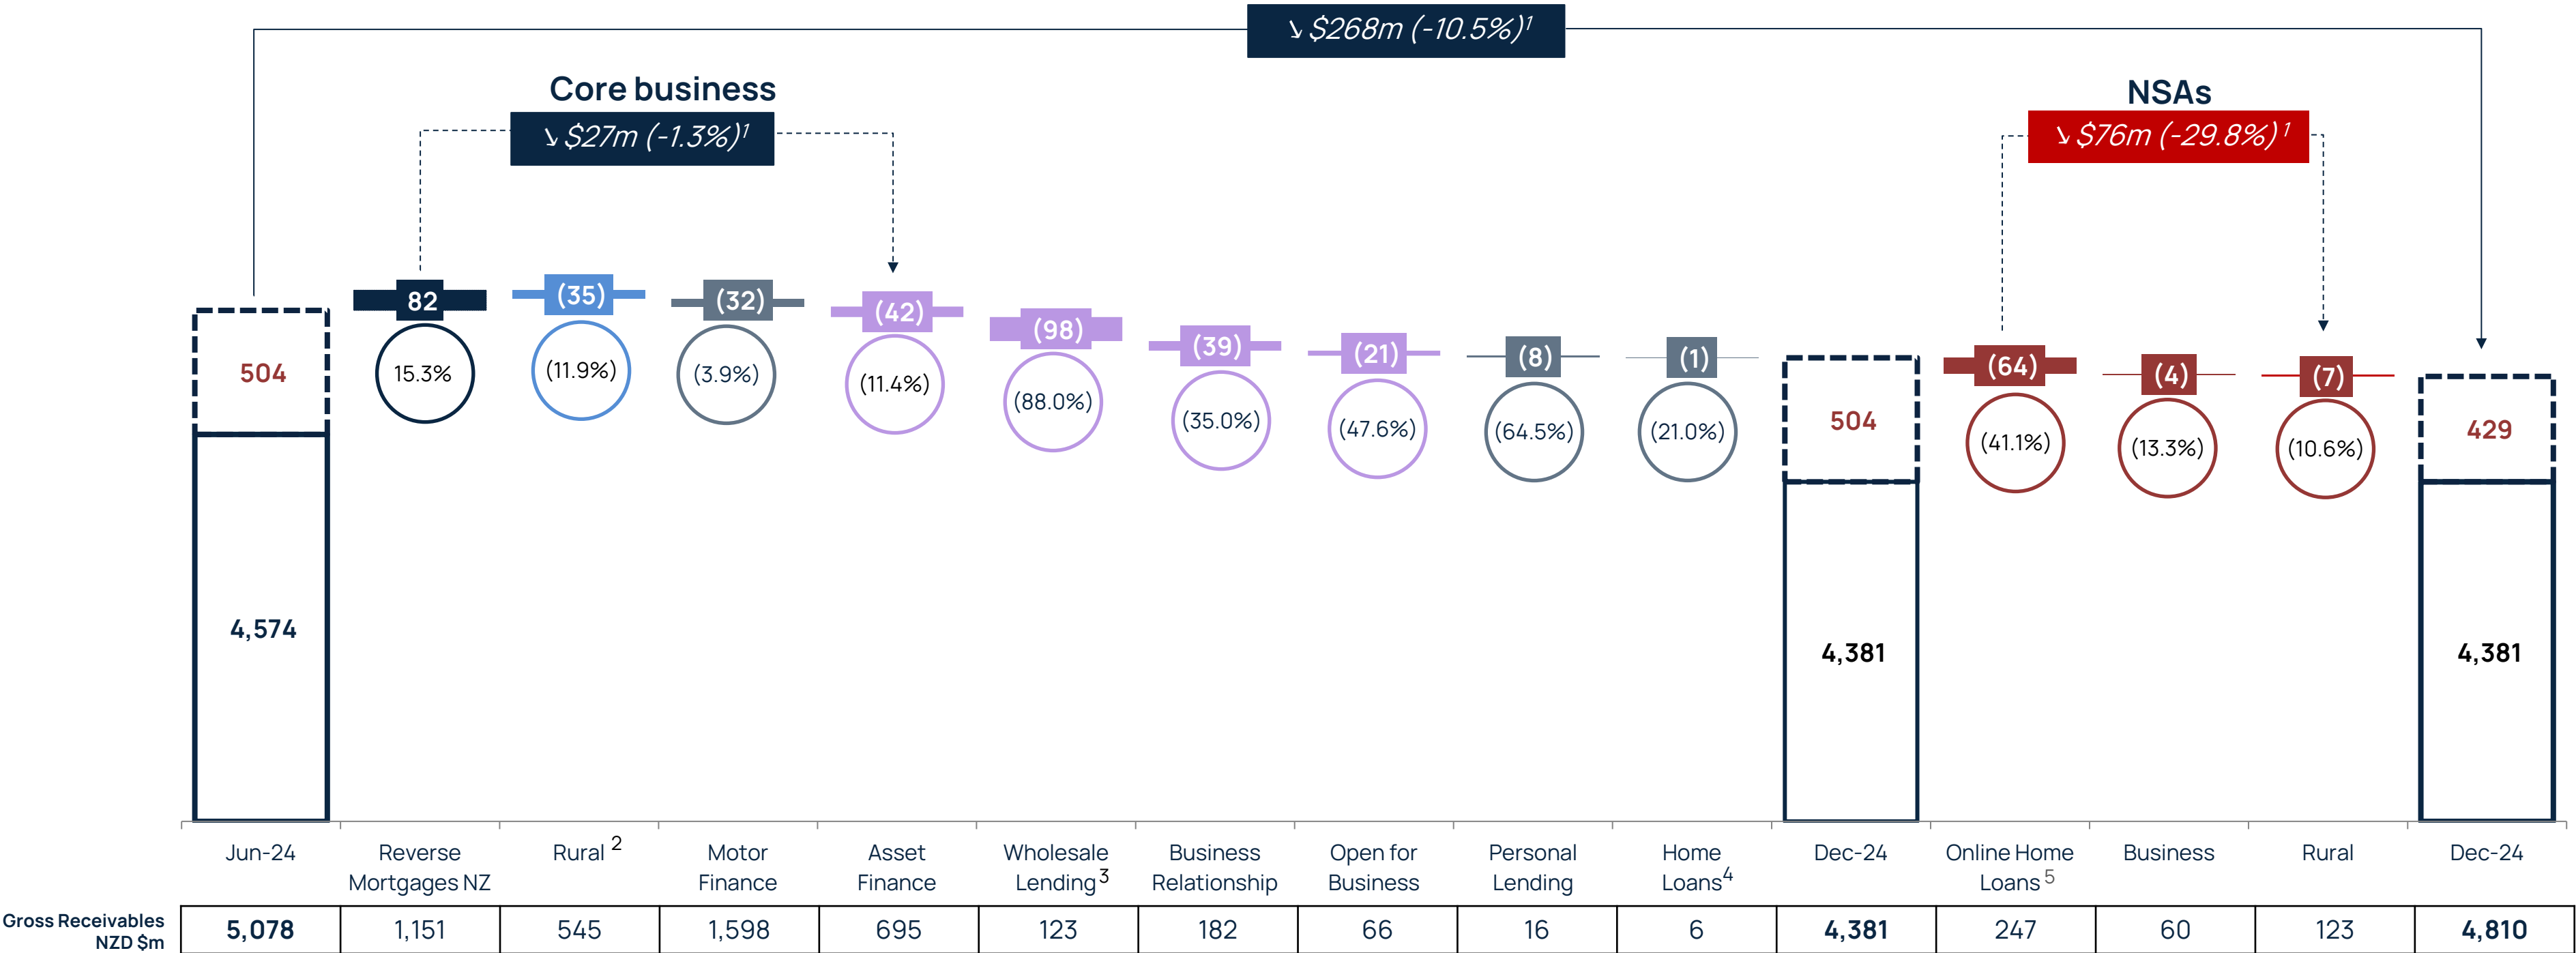 ↘ $268m (-10.5%)¹
Core business
↘ $27m (-1.3%)¹
NSAs
↘ $76m (-29.8%)¹
504
4,574
82
15.3%
(35)
(11.9%)
(32)
(3.9%)
(42)
(11.4%)
(98)
(88.0%)
(39)
(35.0%)
(21)
(47.6%)
(8)
(64.5%)
(1)
(21.0%)
504
4,381
(64)
(41.1%)
(4)
(13.3%)
(7)
(10.6%)
429
4,381
Jun-24
Reverse
Mortgages NZ
Rural ²
Motor
Finance
Asset
Finance
Wholesale
Lending³
Business
Relationship
Open for
Business
Personal
Lending
Home
Loans⁴
Dec-24
Online Home
Loans ⁵
Business
Rural
Dec-24
Gross Receivables
NZD $m
5,078 1,151 545 1,598 695 123 182 66 16 6 4,381 247 60 123 4,810